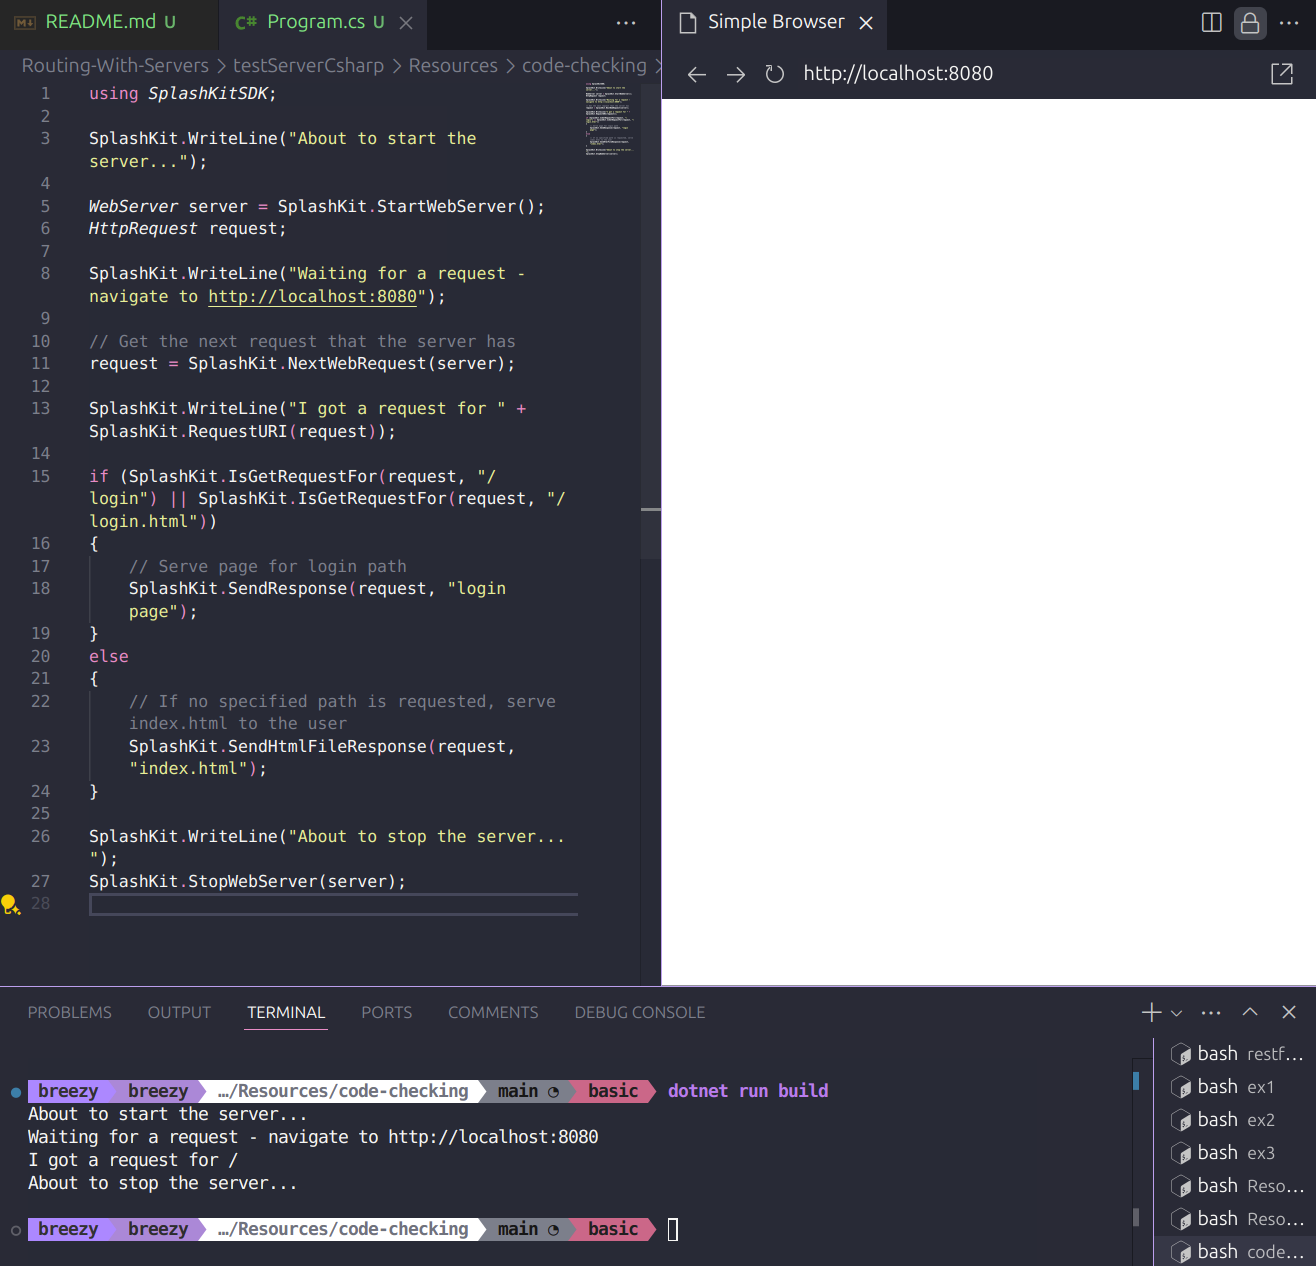 README.md U
C# Program.cs U
Simple Browser
Routing-With-Servers > testServerCsharp > Resources > code-checking >
http://localhost:8080
1 using SplashKitSDK;
2
3 SplashKit.WriteLine("About to start the
server...");
4
5 WebServer server = SplashKit.StartWebServer();
6 HttpRequest request;
7
8 SplashKit.WriteLine("Waiting for a request -
navigate to http://localhost:8080");
9
10 // Get the next request that the server has
11 request = SplashKit.NextWebRequest(server);
12
13 SplashKit.WriteLine("I got a request for " +
SplashKit.RequestURI(request));
14
15 if (SplashKit.IsGetRequestFor(request, "/
login") || SplashKit.IsGetRequestFor(request, "/
login.html"))
16 {
17 // Serve page for login path
18 SplashKit.SendResponse(request, "login
page");
19 }
20 else
21 {
22 // If no specified path is requested, serve
index.html to the user
23 SplashKit.SendHtmlFileResponse(request,
"index.html");
24 }
25
26 SplashKit.WriteLine("About to stop the server...
");
27 SplashKit.StopWebServer(server);
28
PROBLEMS OUTPUT TERMINAL PORTS COMMENTS DEBUG CONSOLE
breezy breezy …/Resources/code-checking main basic dotnet run build
About to start the server...
Waiting for a request - navigate to http://localhost:8080
I got a request for /
About to stop the server...
breezy breezy …/Resources/code-checking main basic
bash restf...
bash ex1
bash ex2
bash ex3
bash Reso...
bash Reso...
bash code...